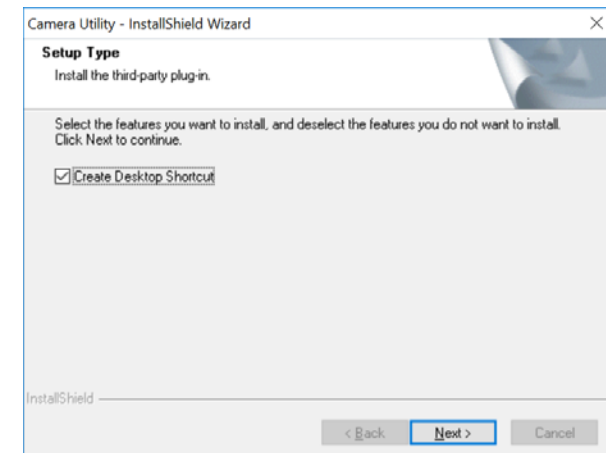 Camera Utility - InstallShield Wizard
Setup Type
Install the third-party plug-in.
Select the features you want to install, and deselect the features you do not want to install.
Click Next to continue.
Create Desktop Shortcut
InstallShield
< Back
Next >
Cancel